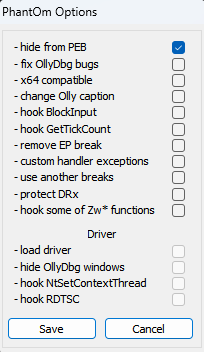 PhantOm Options
- hide from PEB
- fix OllyDbg bugs
- x64 compatible
- change Olly caption
- hook BlockInput
- hook GetTickCount
- remove EP break
- custom handler exceptions
- use another breaks
- protect DRx
- hook some of Zw* functions
Driver
- load driver
- hide OllyDbg windows
- hook NtSetContextThread
- hook RDTSC
Save
Cancel